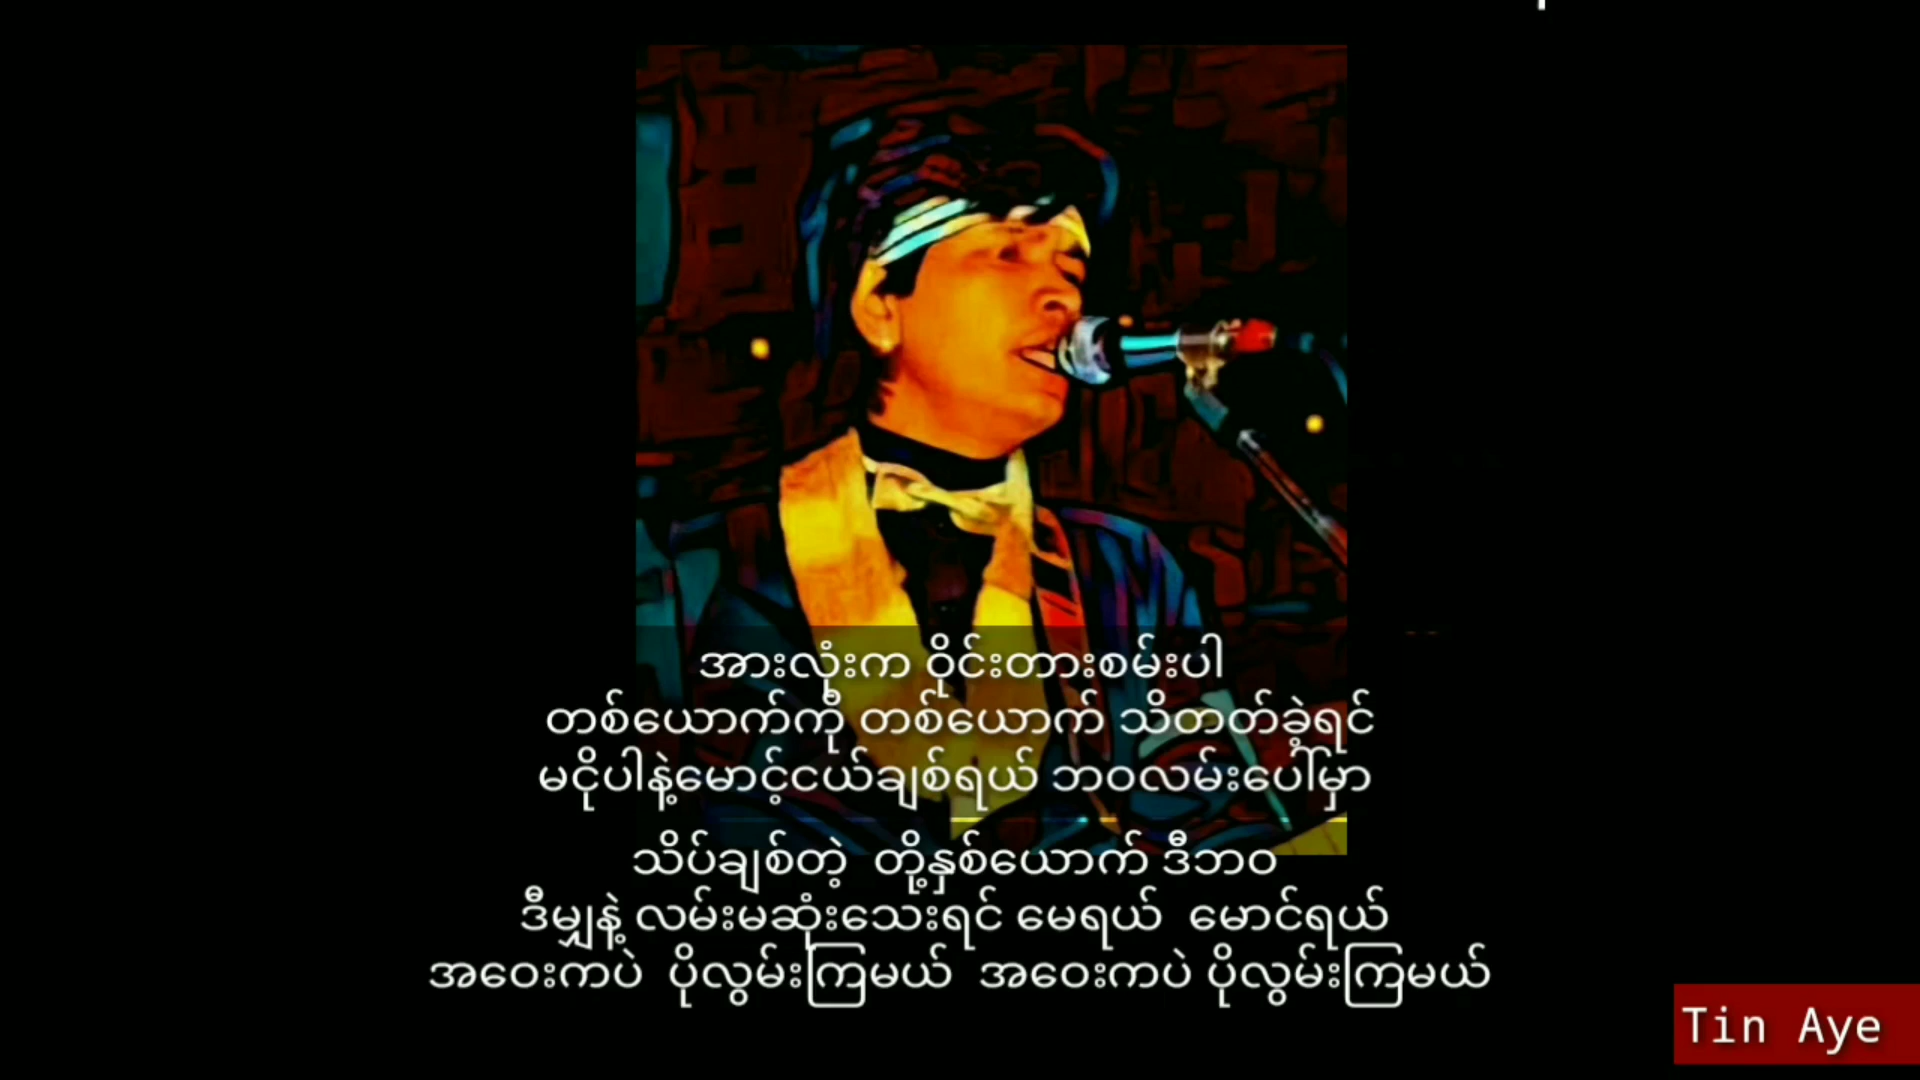 အားလုံးက ဝိုင်းတားစမ်းပါ
တစ်ယောက်ကို တစ်ယောက် သိတတ်ခဲ့ရင်
မငိုပါနဲ့မောင့်ငယ်ချစ်ရယ် ဘဝလမ်းပေါ်မှာ
သိပ်ချစ်တဲ့ တို့နှစ်ယောက် ဒီဘဝ
ဒီမျှနဲ့ လမ်းမဆုံးသေးရင် မေရယ် မောင်ရယ်
အဝေးကပဲ ပိုလွမ်းကြမယ် အဝေးကပဲ ပိုလွမ်းကြမယ်
Tin Aye